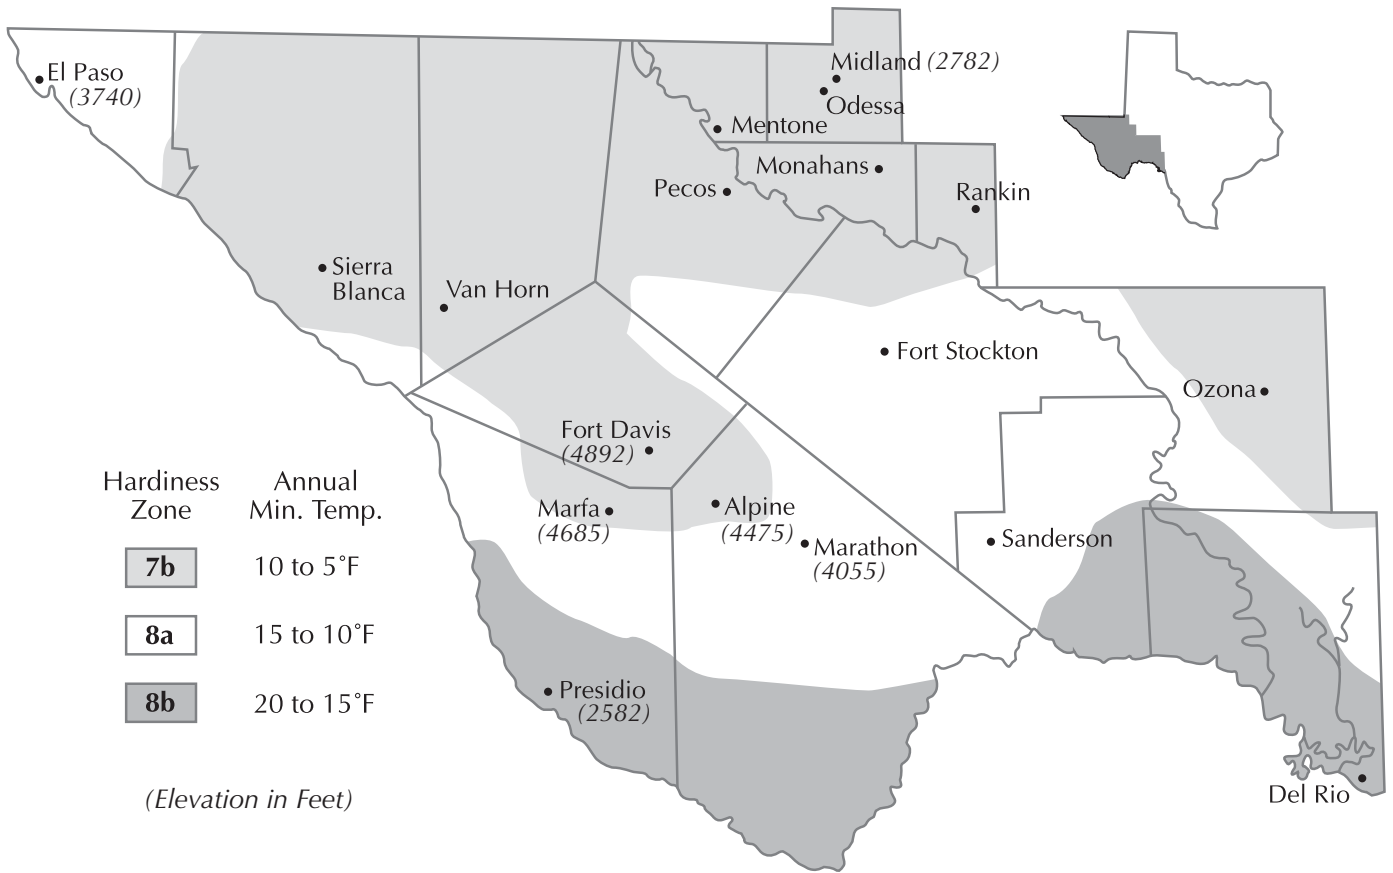 El Paso
(3740)
Midland (2782)
Odessa
Mentone
Monahans
Pecos
Rankin
Sierra
Blanca
Van Horn
Fort Stockton
Ozona
Fort Davis
(4892)
Marfa
(4685)
Alpine
(4475)
Marathon
(4055)
Sanderson
Presidio
(2582)
Del Rio
Hardiness Annual
Zone Min. Temp.
7b 10 to 5°F
8a 15 to 10°F
8b 20 to 15°F
(Elevation in Feet)